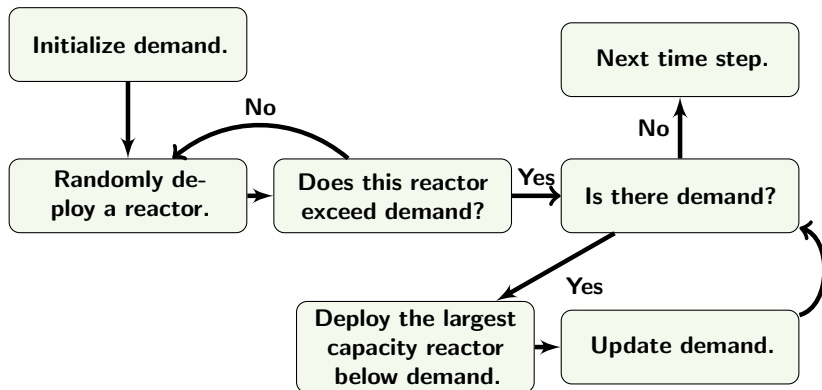 Initialize demand.
Next time step.
No
No
Randomly de-
ploy a reactor.
Does this reactor
exceed demand?
Yes
Is there demand?
Yes
Deploy the largest
capacity reactor
below demand.
Update demand.